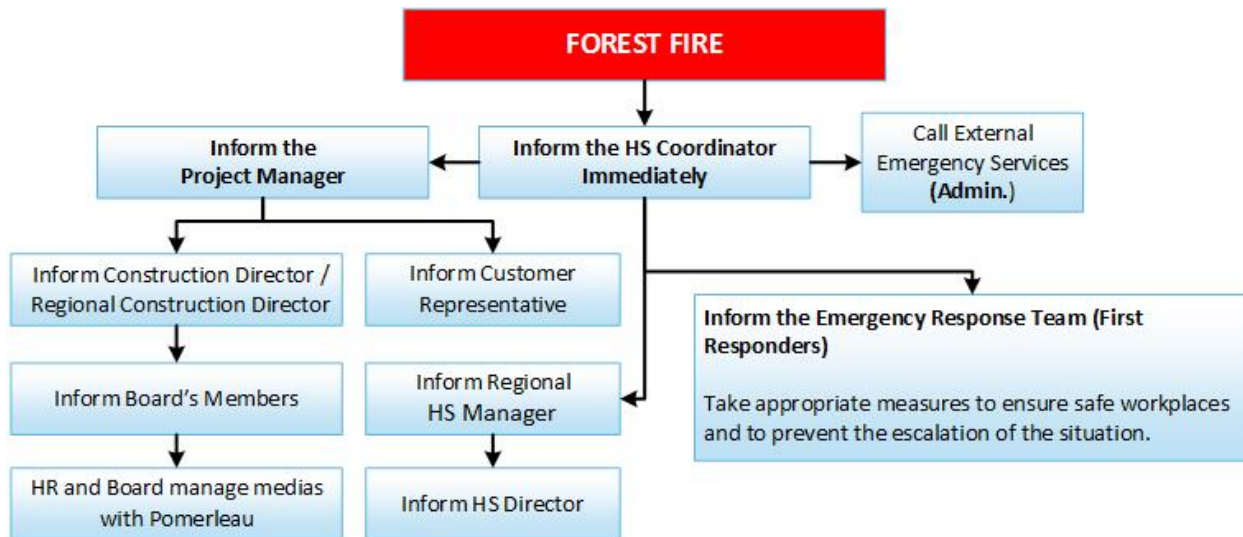 FOREST FIRE
Inform the
Project Manager
Inform the HS Coordinator
Immediately
Call External
Emergency Services
(Admin.)
Inform Construction Director /
Regional Construction Director
Inform Customer
Representative
Inform the Emergency Response Team (First
Responders)
Take appropriate measures to ensure safe workplaces
and to prevent the escalation of the situation.
Inform Board's Members
Inform Regional
HS Manager
HR and Board manage medias
with Pomerleau
Inform HS Director